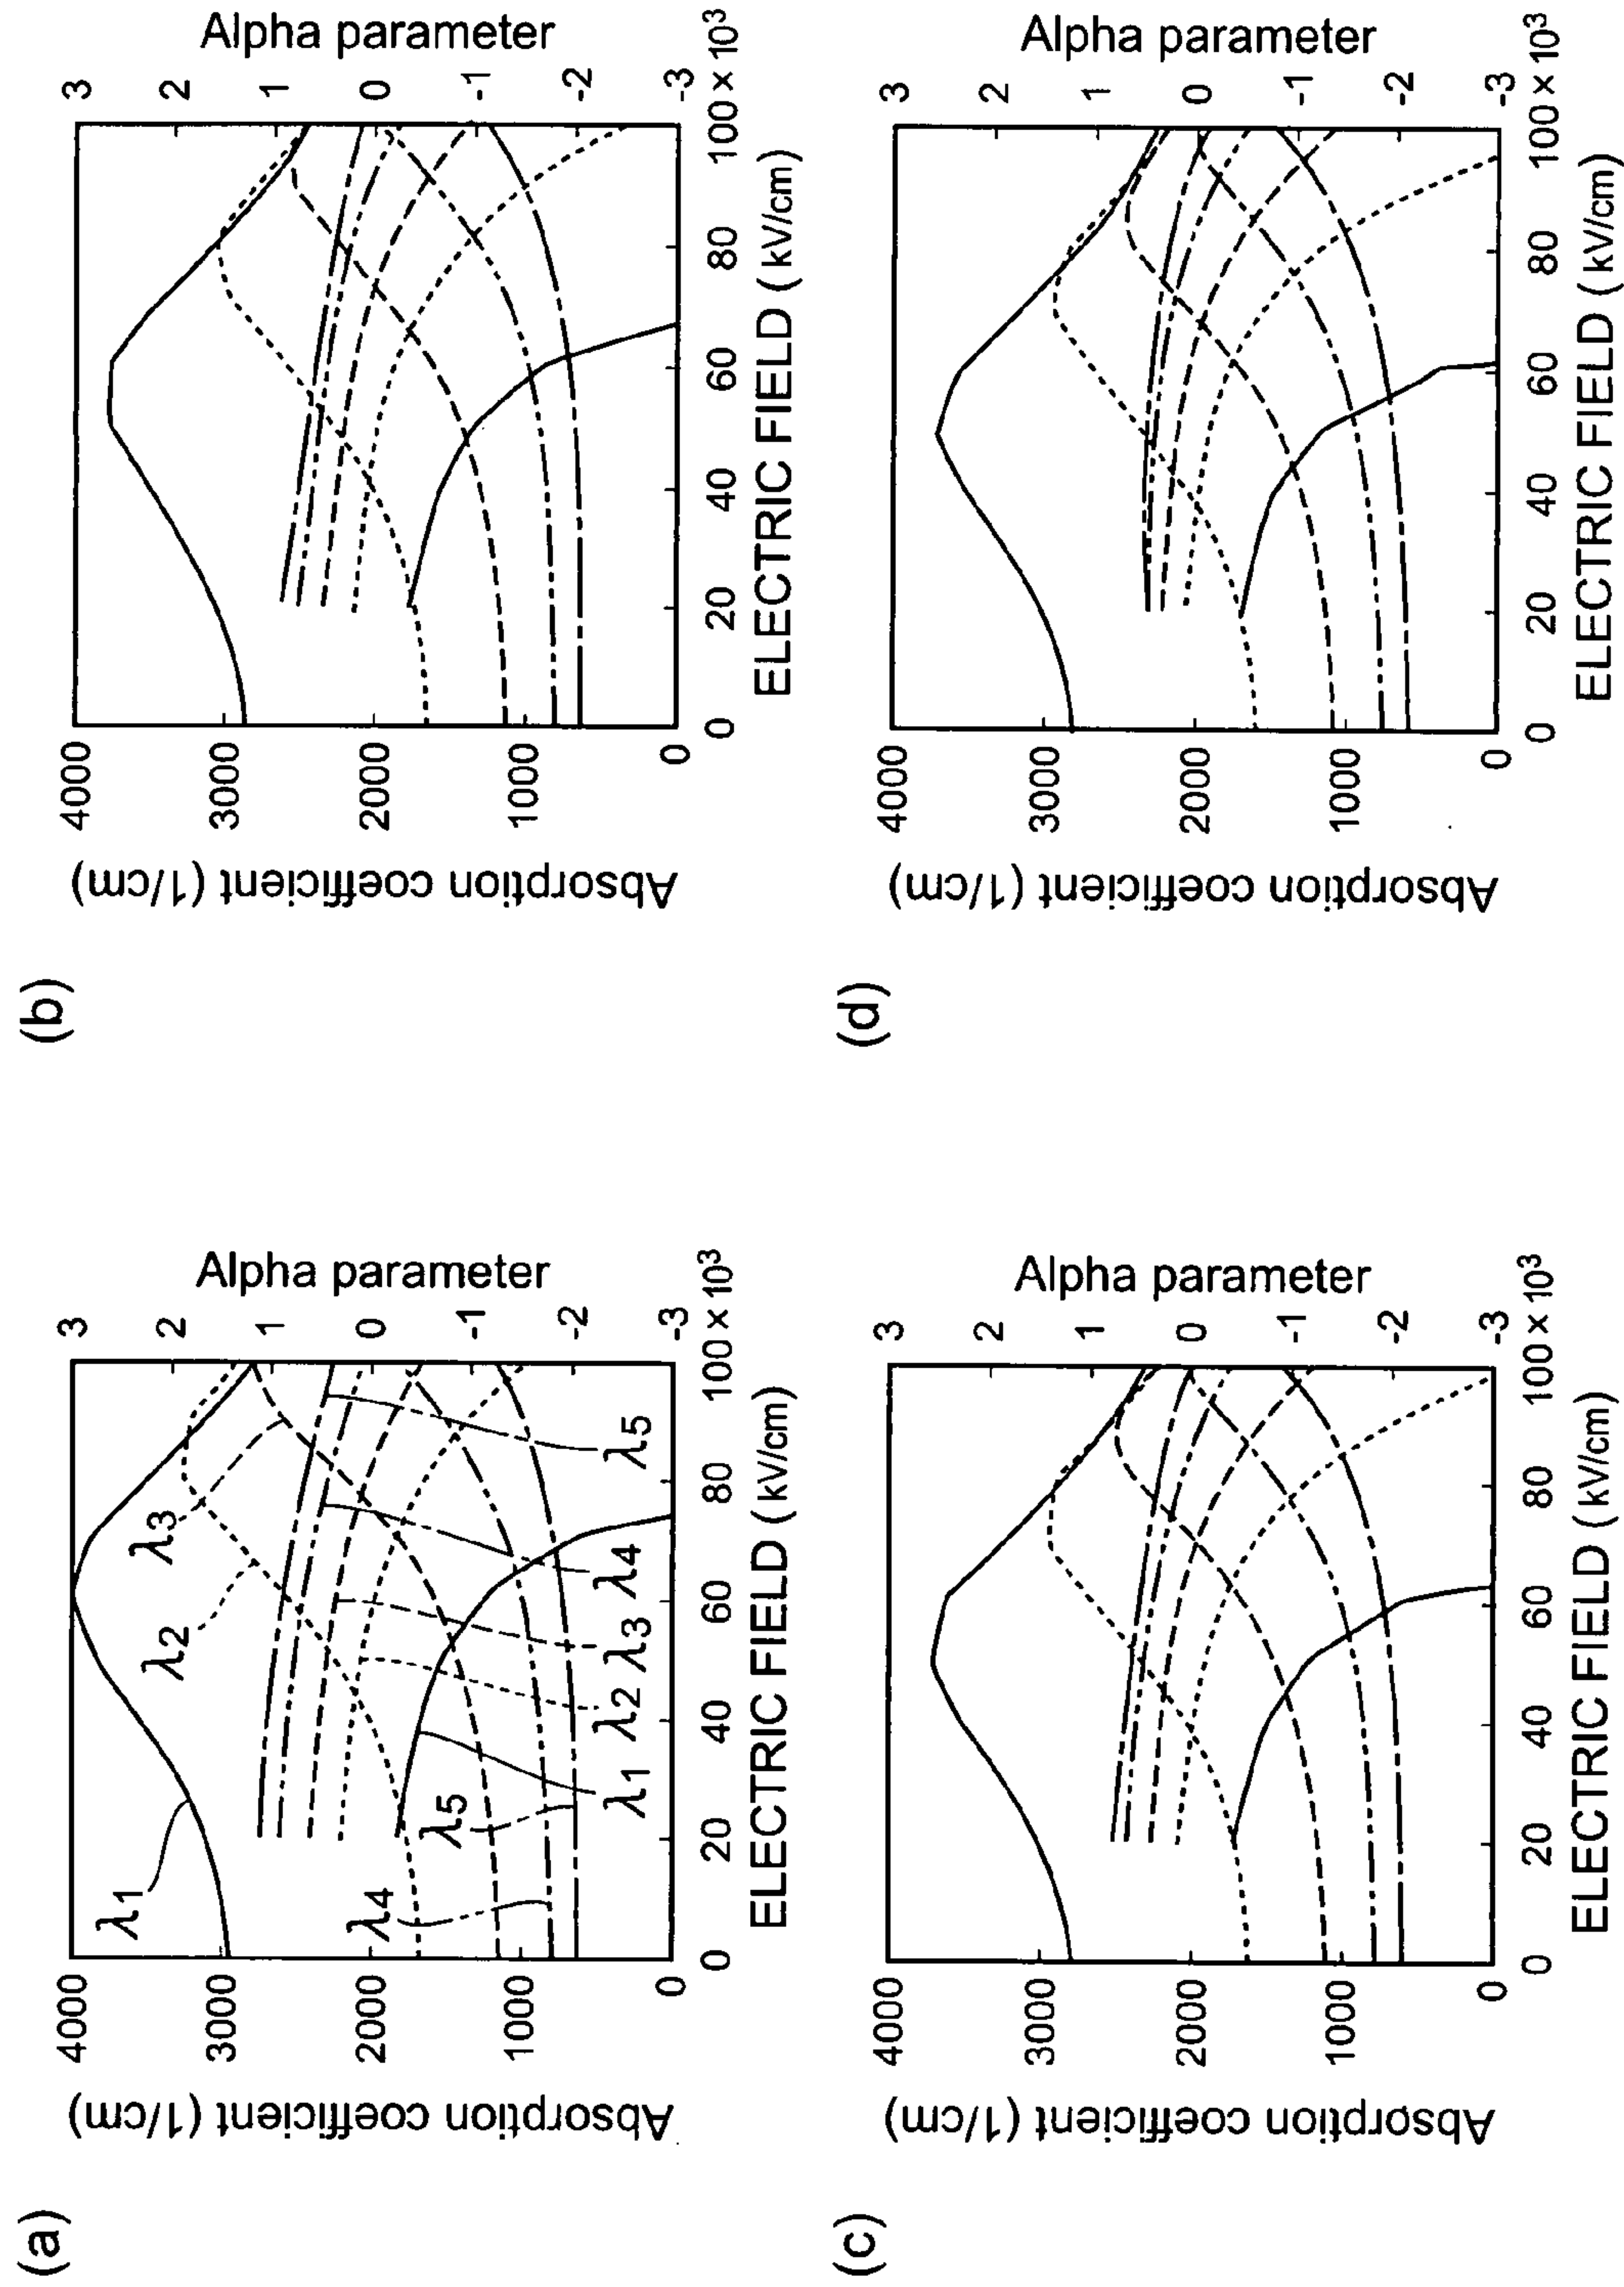 (a)
Absorption coefficient (1/cm)
4000
3000
2000
1000
0
λ1
λ2
λ3
λ4
λ5
λ1
λ2
λ3
λ4
λ5
3
2
1
0
-1
-2
-3
Alpha parameter
0
20
40
60
80
100×10³
ELECTRIC FIELD (kV/cm)
(b)
Absorption coefficient (1/cm)
4000
3000
2000
1000
0
3
2
1
0
-1
-2
-3
Alpha parameter
0
20
40
60
80
100×10³
ELECTRIC FIELD (kV/cm)
(c)
Absorption coefficient (1/cm)
4000
3000
2000
1000
0
3
2
1
0
-1
-2
-3
Alpha parameter
0
20
40
60
80
100×10³
ELECTRIC FIELD (kV/cm)
(d)
Absorption coefficient (1/cm)
4000
3000
2000
1000
0
3
2
1
0
-1
-2
-3
Alpha parameter
0
20
40
60
80
100×10³
ELECTRIC FIELD (kV/cm)